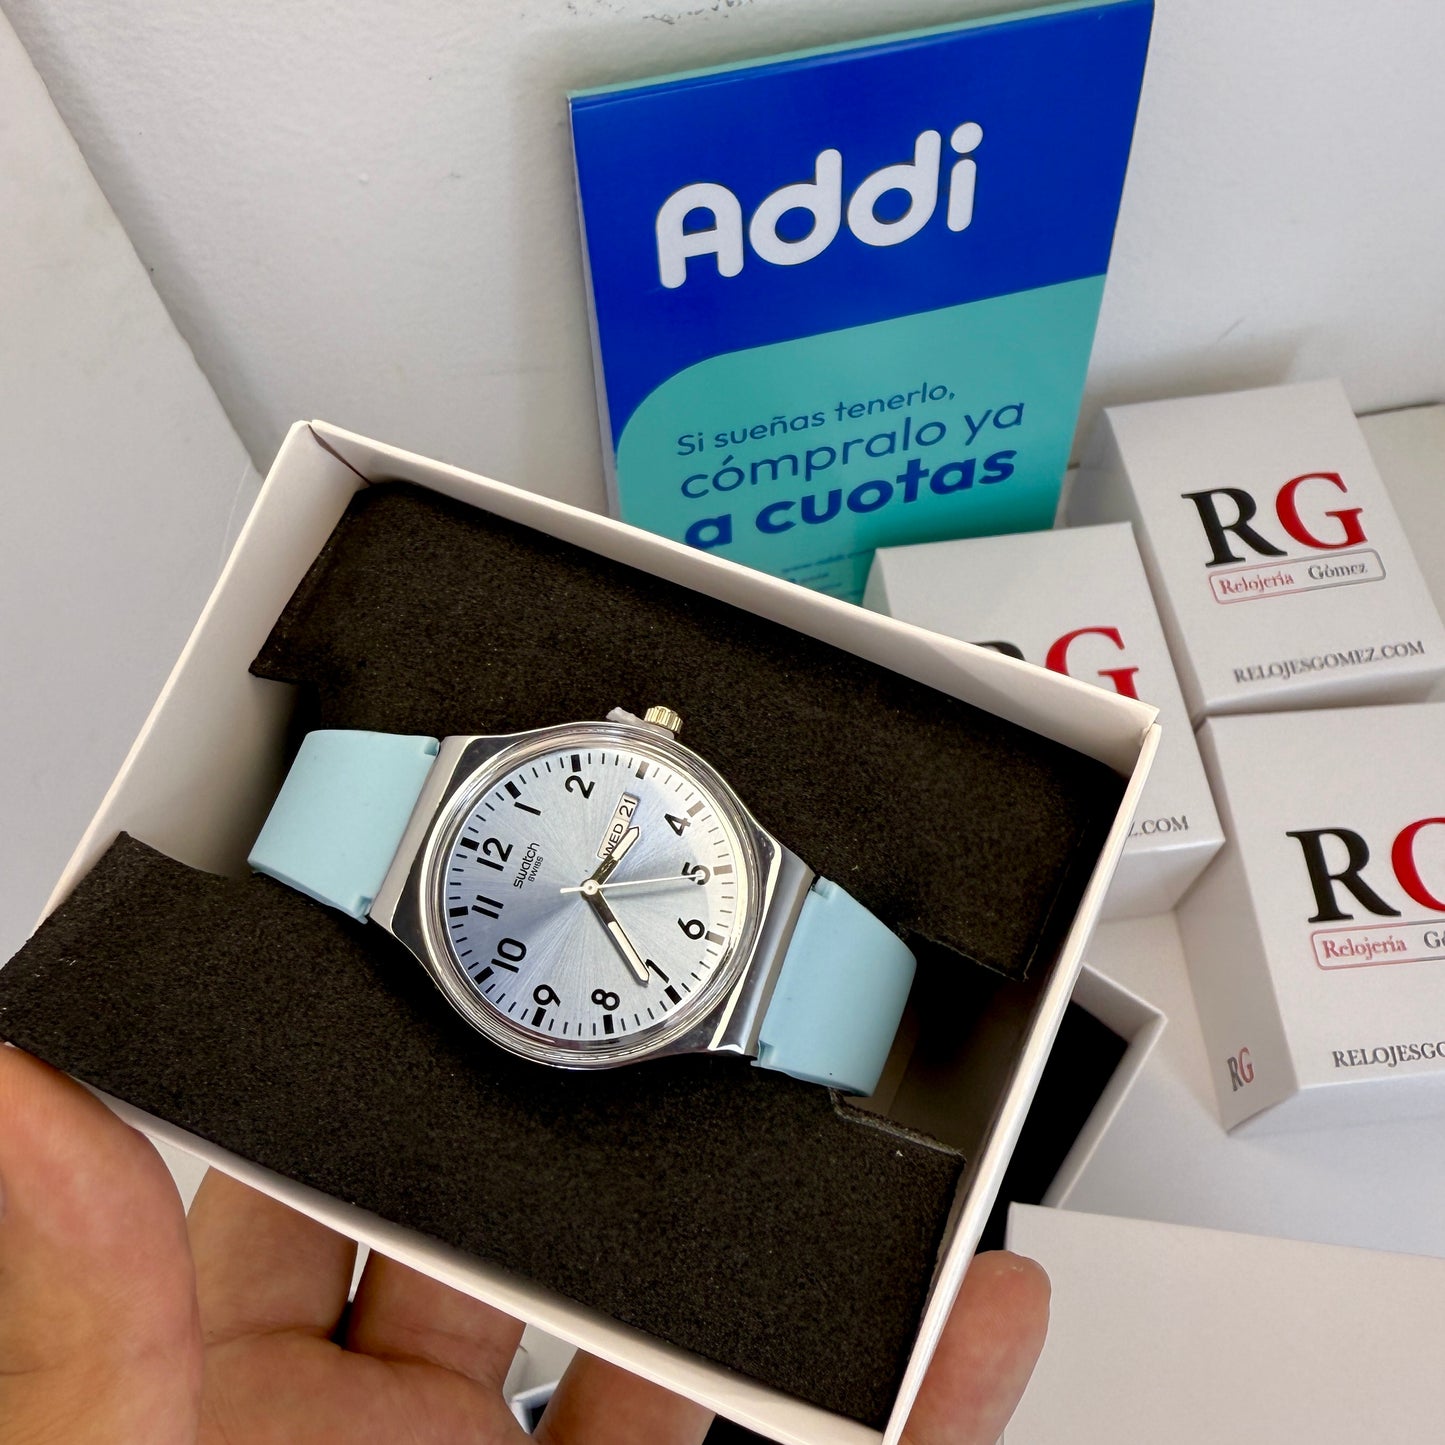 Addi
Si sueñas tenerlo,
cómpralo ya
a cuotas
RG
Relojería Gómez
RELOJESGOMEZ.COM
RG
Z.COM
RG
Relojería
RELOJESGO
RG
12
1
2
4
5
6
7
8
9
10
11
WED 21
swatch
SWISS